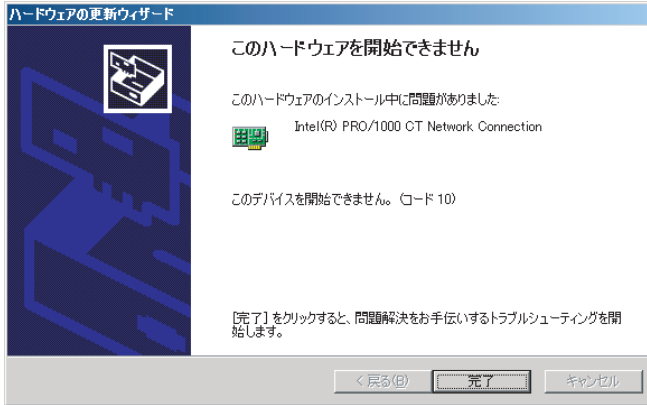 ハードウェアの更新ウィザード
このハードウェアを開始できません
このハードウェアのインストール中に問題がありました:
Intel(R) PRO/1000 CT Network Connection
このデバイスを開始できません。 (コード 10)
[完了] をクリックすると、問題解決をお手伝いするトラブルシューティングを開
始します。
< 戻る(B)
完了
キャンセル